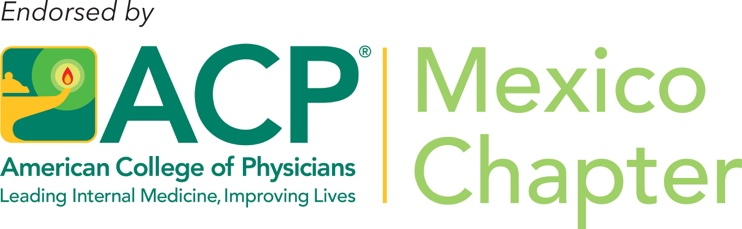 Endorsed by
ACP®
American College of Physicians
Leading Internal Medicine, Improving Lives
Mexico
Chapter